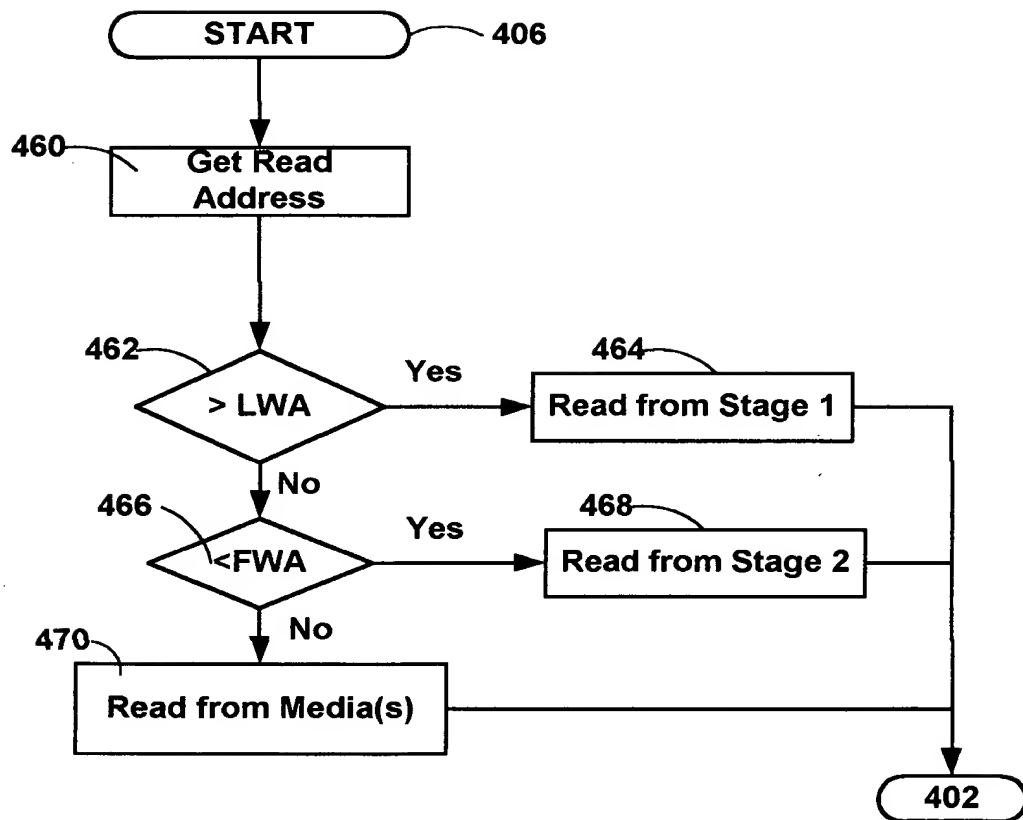 START
406
460
Get Read
Address
462
> LWA
Yes
464
Read from Stage 1
No
466
<FWA
Yes
468
Read from Stage 2
No
470
Read from Media(s)
402